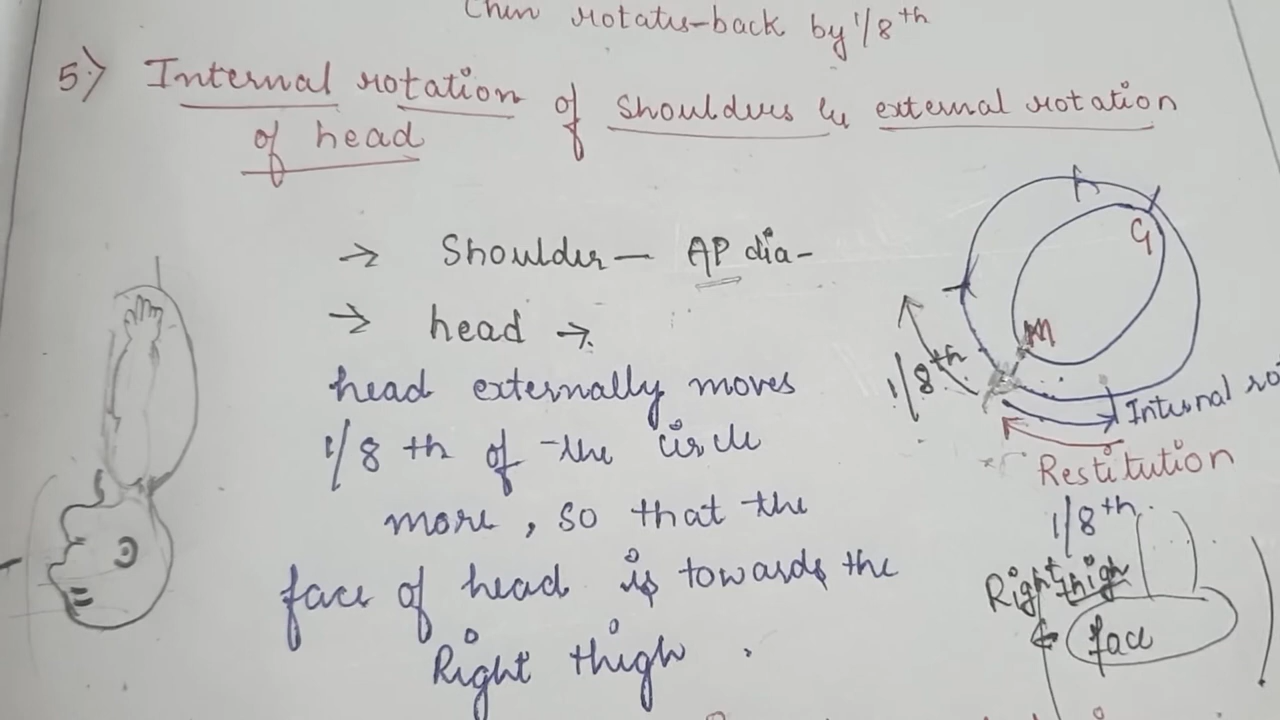 Chin rotates-back by 1/8th
5) Internal rotation of shoulders & external rotation
of head
→ Shoulder — AP dia-
→ head →
head externally moves
1/8 th of the circle
more, so that the
face of head is towards the
Right thigh .
G
M
1/8th
Internal ro
Restitution
1/8th
Right thigh
face